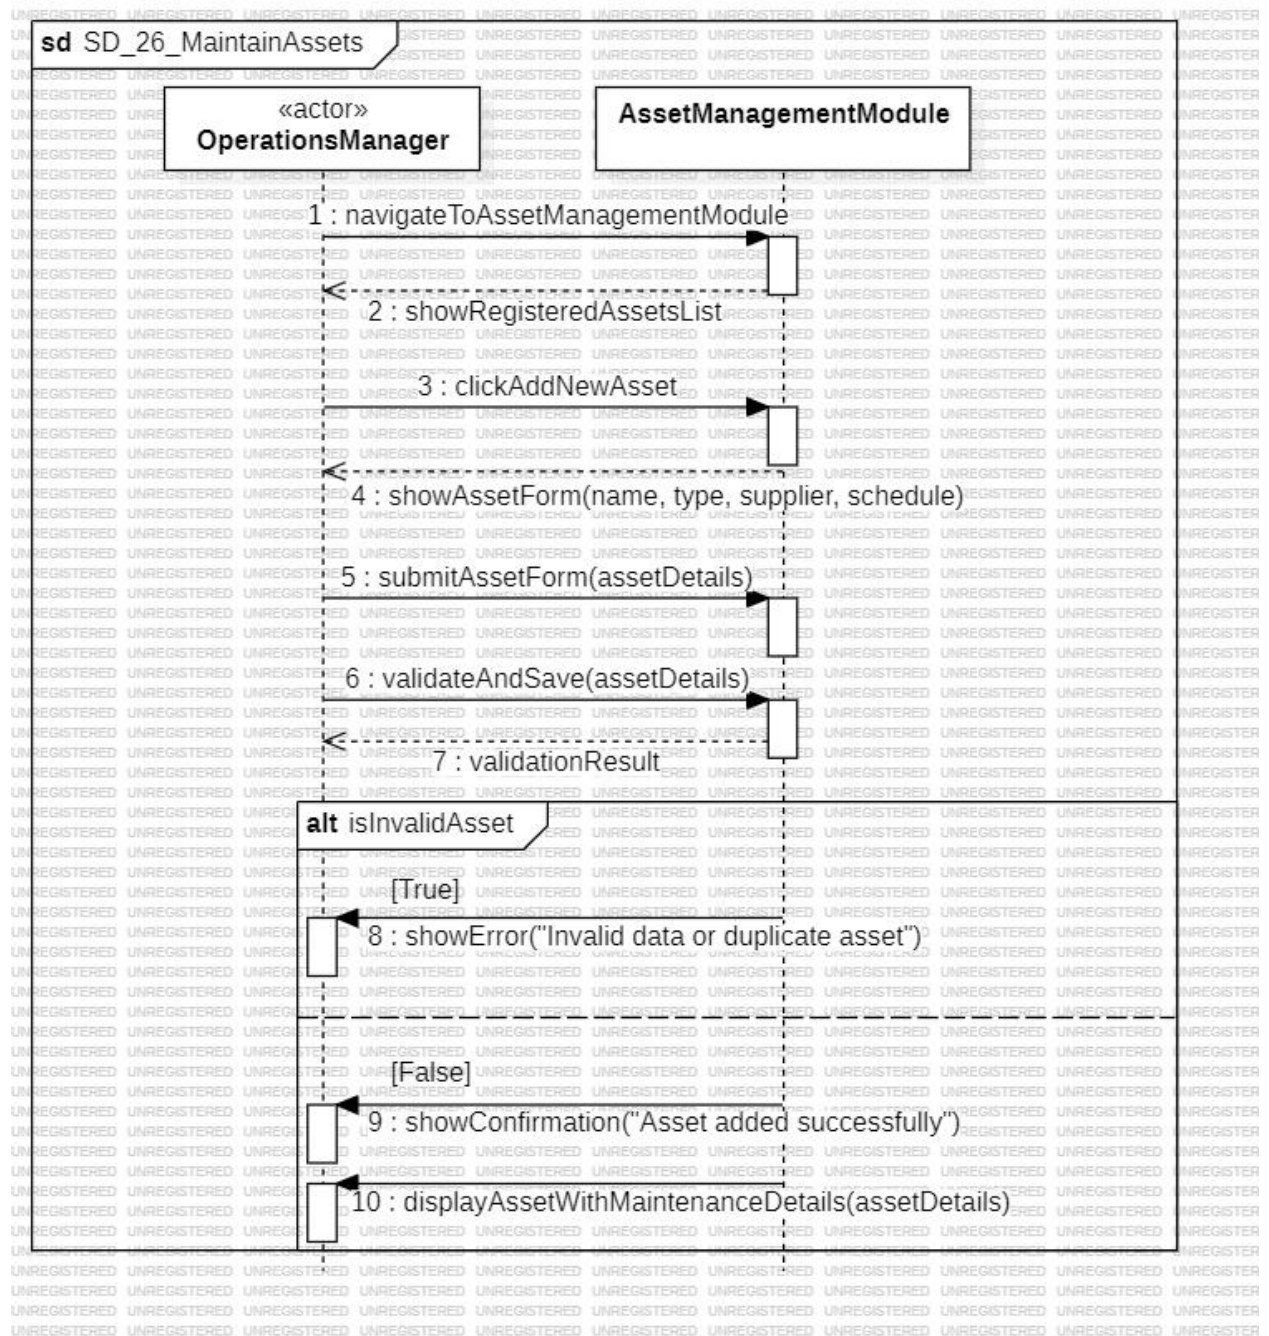 sd SD_26_MaintainAssets
«actor»
OperationsManager
AssetManagementModule
1 : navigateToAssetManagementModule
2 : showRegisteredAssetsList
3 : clickAddNewAsset
4 : showAssetForm(name, type, supplier, schedule)
5 : submitAssetForm(assetDetails)
6 : validateAndSave(assetDetails)
7 : validationResult
alt isInvalidAsset
[True]
8 : showError("Invalid data or duplicate asset")
[False]
9 : showConfirmation("Asset added successfully")
10 : displayAssetWithMaintenanceDetails(assetDetails)
UNREGISTERED